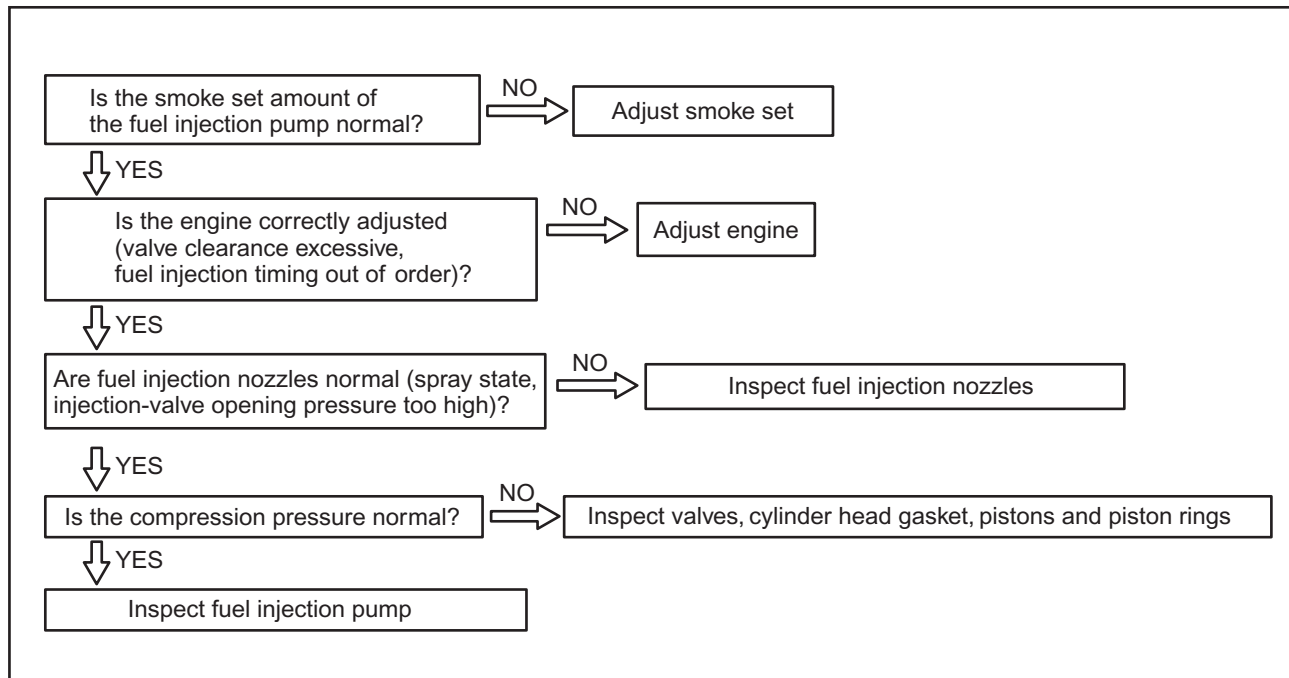 Is the smoke set amount of
the fuel injection pump normal?
NO
Adjust smoke set
YES
Is the engine correctly adjusted
(valve clearance excessive,
fuel injection timing out of order)?
NO
Adjust engine
YES
Are fuel injection nozzles normal (spray state,
injection-valve opening pressure too high)?
NO
Inspect fuel injection nozzles
YES
Is the compression pressure normal?
NO
Inspect valves, cylinder head gasket, pistons and piston rings
YES
Inspect fuel injection pump